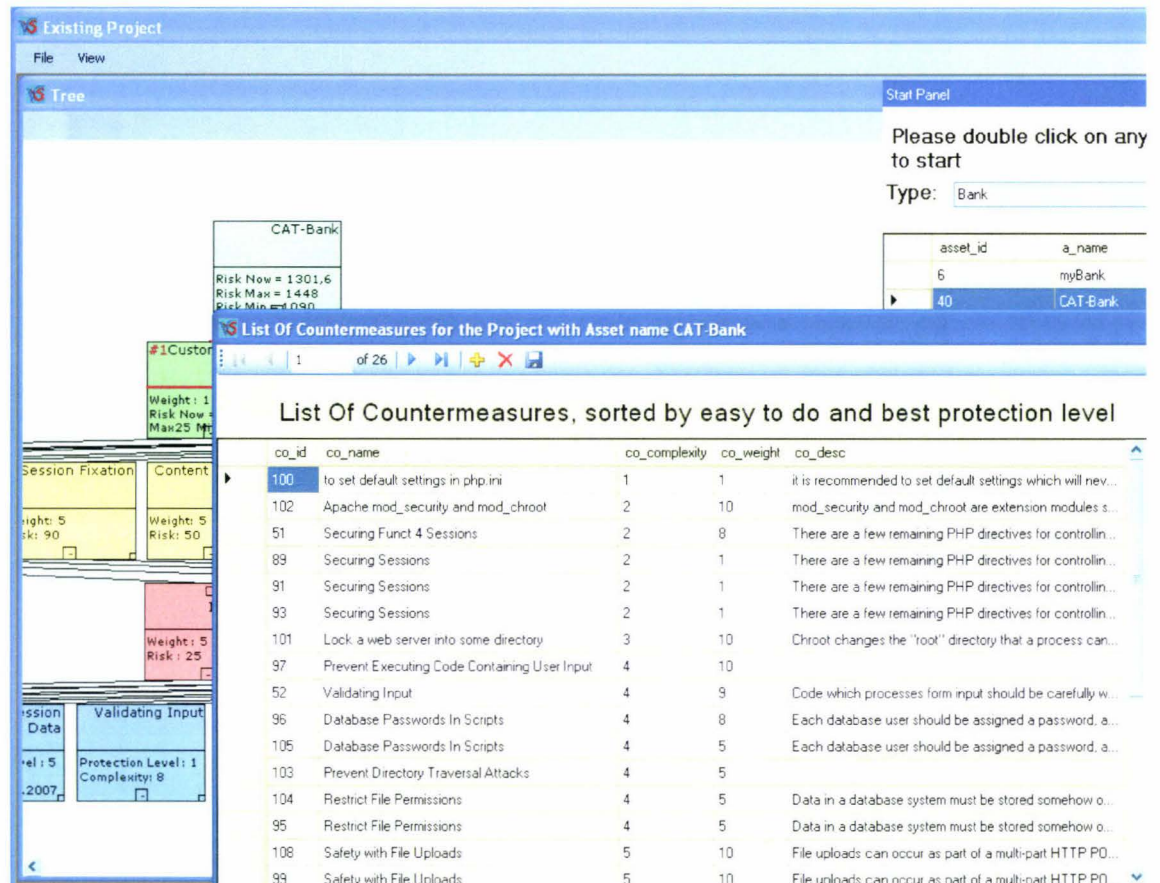 Existing Project
File View
Tree
Start Panel
Please double click on any
to start
Type: Bank
asset_id a_name
6 myBank
40 CAT-Bank
CAT-Bank
Risk Now = 1301,6
Risk Max = 1448
Risk Min = 1090
#1Custor
Weight : 1
Risk Now =
Max25
Session Fixation
Weight: 5
Risk: 90
Content
Weight: 5
Risk: 50
Weight : 5
Risk : 25
Data
el : 5
.2007
Validating Input
Protection Level : 1
Complexity: 8
List Of Countermeasures for the Project with Asset name CAT-Bank
1 of 26
List Of Countermeasures, sorted by easy to do and best protection level
co_id co_name co_complexity co_weight co_desc
100 to set default settings in php.ini 1 1 it is recommended to set default settings which will nev...
102 Apache mod_security and mod_chroot 2 10 mod_security and mod_chroot are extension modules s...
51 Securing Funct 4 Sessions 2 8 There are a few remaining PHP directives for controllin...
89 Securing Sessions 2 1 There are a few remaining PHP directives for controllin...
91 Securing Sessions 2 1 There are a few remaining PHP directives for controllin...
93 Securing Sessions 2 1 There are a few remaining PHP directives for controllin...
101 Lock a web server into some directory 3 10 Chroot changes the "root" directory that a process can...
97 Prevent Executing Code Containing User Input 4 10
52 Validating Input 4 9 Code which processes form input should be carefully w...
96 Database Passwords In Scripts 4 8 Each database user should be assigned a password, a...
105 Database Passwords In Scripts 4 5 Each database user should be assigned a password, a...
103 Prevent Directory Traversal Attacks 4 5
104 Restrict File Permissions 4 5 Data in a database system must be stored somehow o...
95 Restrict File Permissions 4 5 Data in a database system must be stored somehow o...
108 Safety with File Uploads 5 10 File uploads can occur as part of a multi-part HTTP PO...
99 Safety with File Uploads 5 10 File uploads can occur as part of a multi-part HTTP PO...